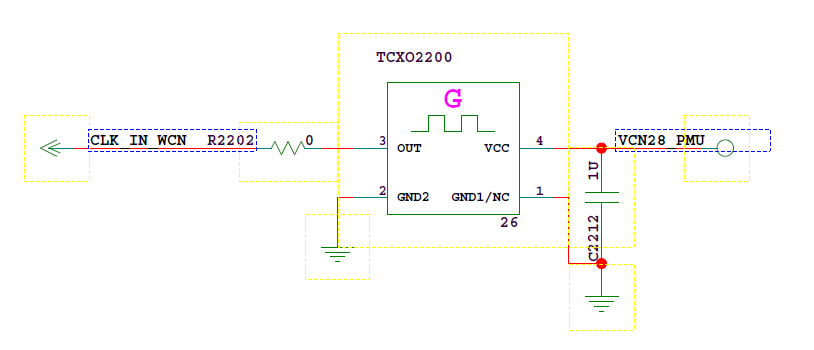 TCXO2200
G
CLK IN WCN R2202 0
3 OUT VCC 4
VCN28 PMU
1U
2 GND2 GND1/NC 1
26
C2212